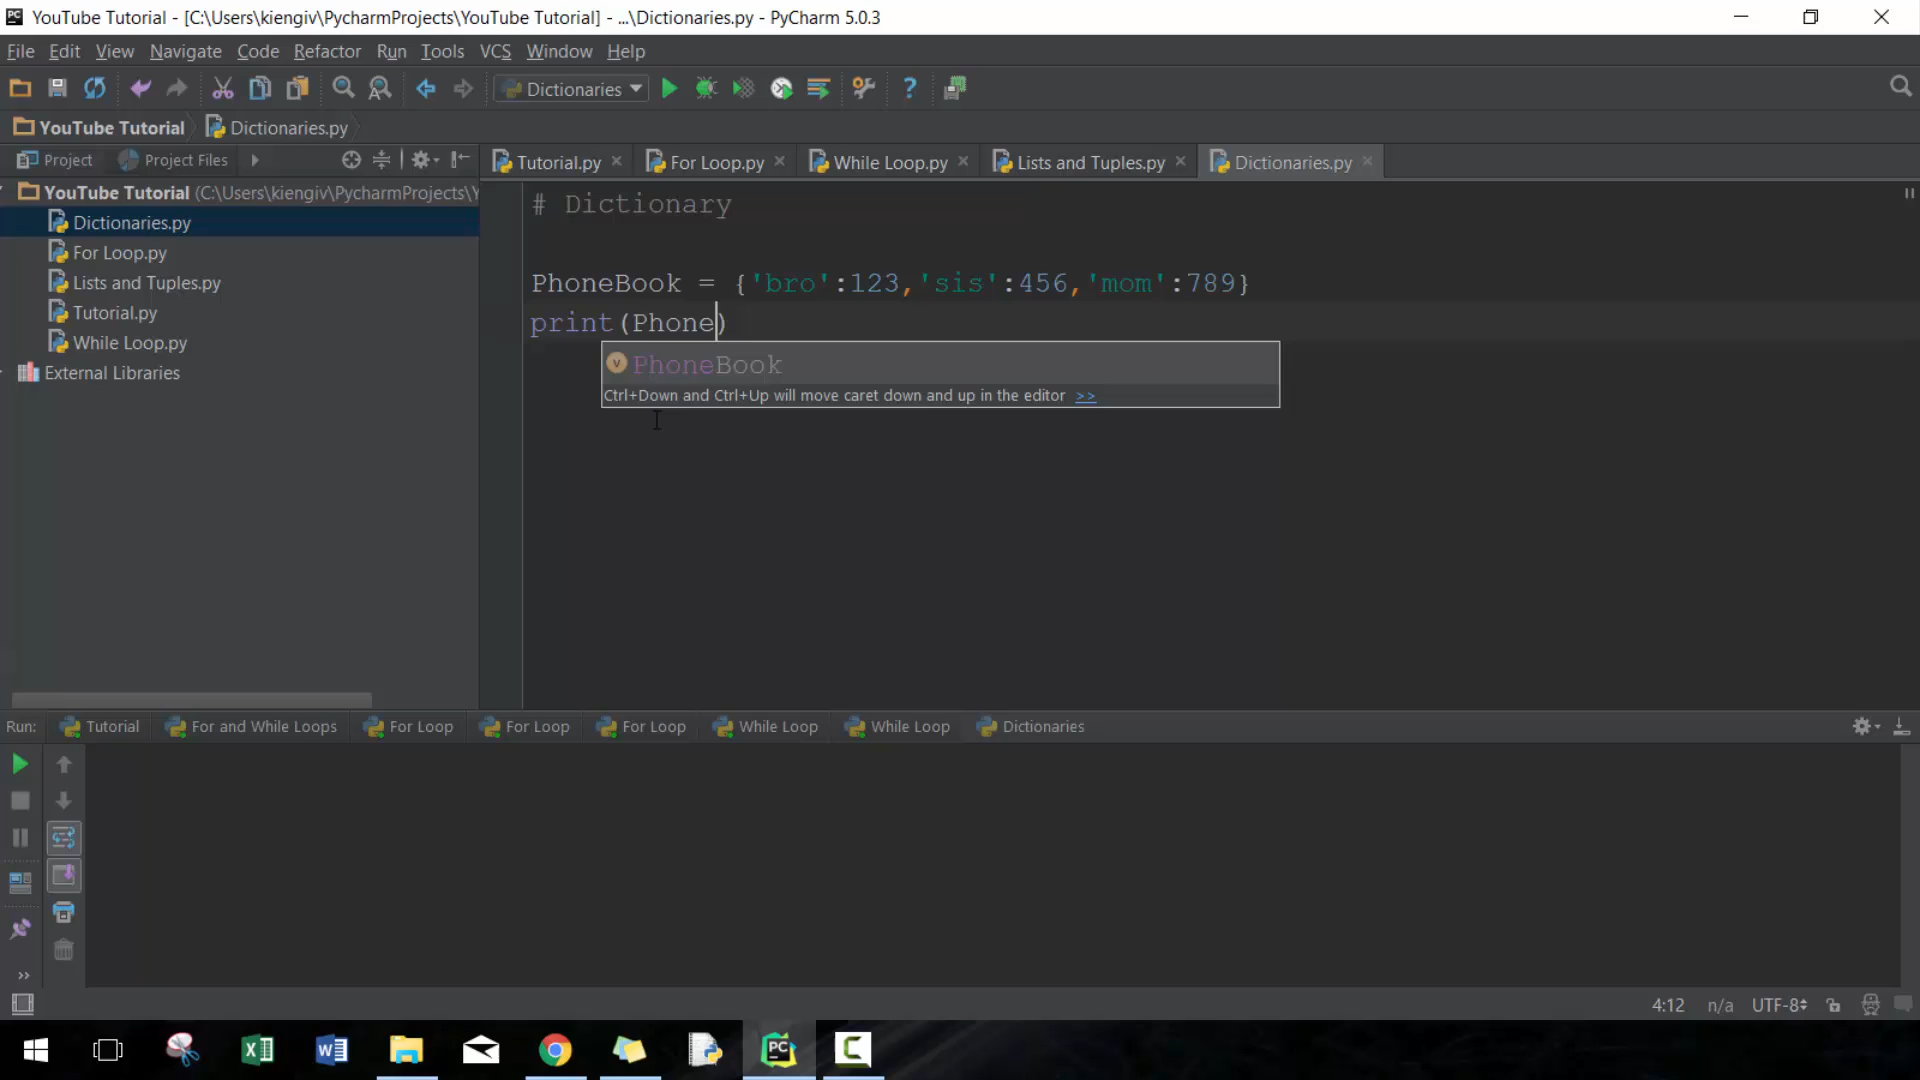 YouTube Tutorial - [C:\Users\kiengiv\PycharmProjects\YouTube Tutorial] - ...\Dictionaries.py - PyCharm 5.0.3
File Edit View Navigate Code Refactor Run Tools VCS Window Help
Dictionaries
YouTube Tutorial Dictionaries.py
Project Project Files Tutorial.py For Loop.py While Loop.py Lists and Tuples.py Dictionaries.py
YouTube Tutorial (C:\Users\kiengiv\PycharmProjects\Y
Dictionaries.py
For Loop.py
Lists and Tuples.py
Tutorial.py
While Loop.py
External Libraries
# Dictionary
PhoneBook = {'bro':123,'sis':456,'mom':789}
print(Phone)
v PhoneBook
Ctrl+Down and Ctrl+Up will move caret down and up in the editor >>
Run: Tutorial For and While Loops For Loop For Loop For Loop While Loop While Loop Dictionaries
4:12 n/a UTF-8